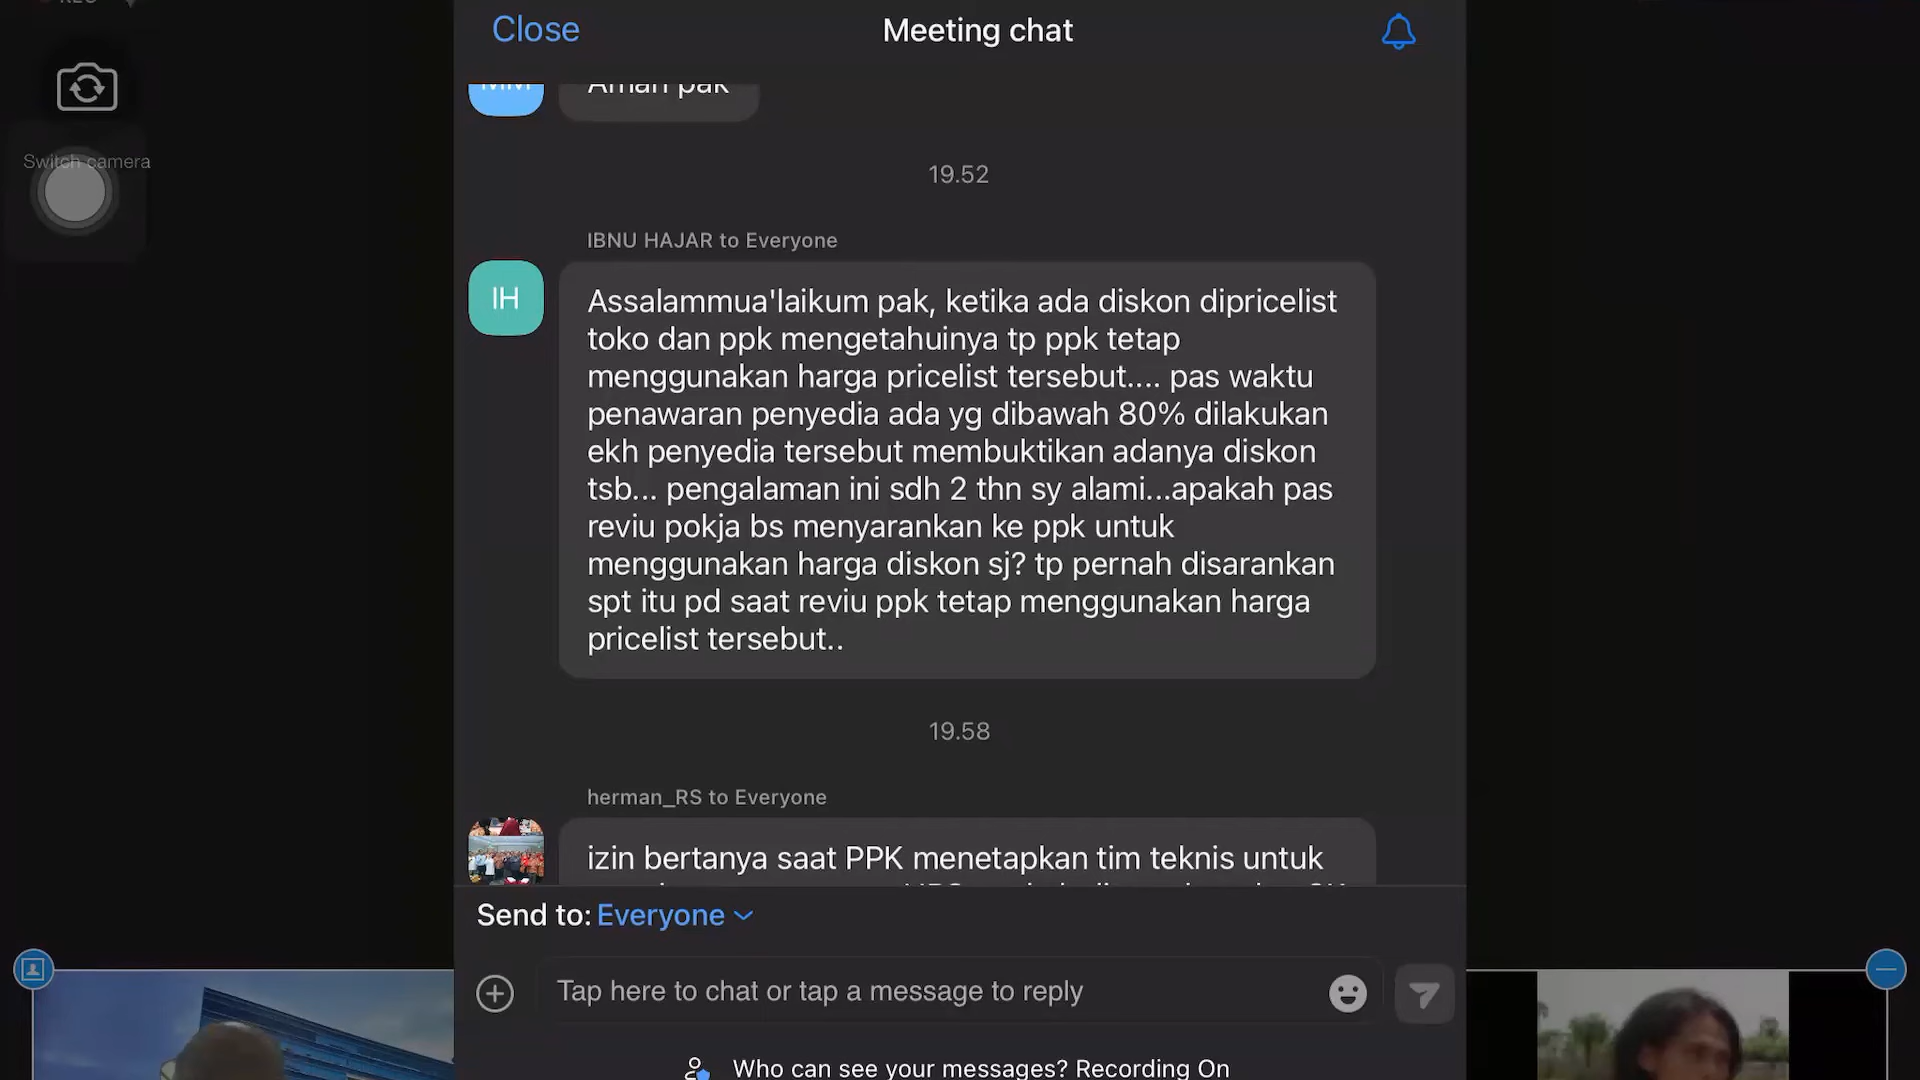 Close
Meeting chat
Aman pak
19.52
IBNU HAJAR to Everyone
IH
Assalammua'laikum pak, ketika ada diskon dipricelist
toko dan ppk mengetahuinya tp ppk tetap
menggunakan harga pricelist tersebut.... pas waktu
penawaran penyedia ada yg dibawah 80% dilakukan
ekh penyedia tersebut membuktikan adanya diskon
tsb... pengalaman ini sdh 2 thn sy alami...apakah pas
reviu pokja bs menyarankan ke ppk untuk
menggunakan harga diskon sj? tp pernah disarankan
spt itu pd saat reviu ppk tetap menggunakan harga
pricelist tersebut..
19.58
herman_RS to Everyone
izin bertanya saat PPK menetapkan tim teknis untuk
Send to: Everyone
Tap here to chat or tap a message to reply
Who can see your messages? Recording On
Switch camera